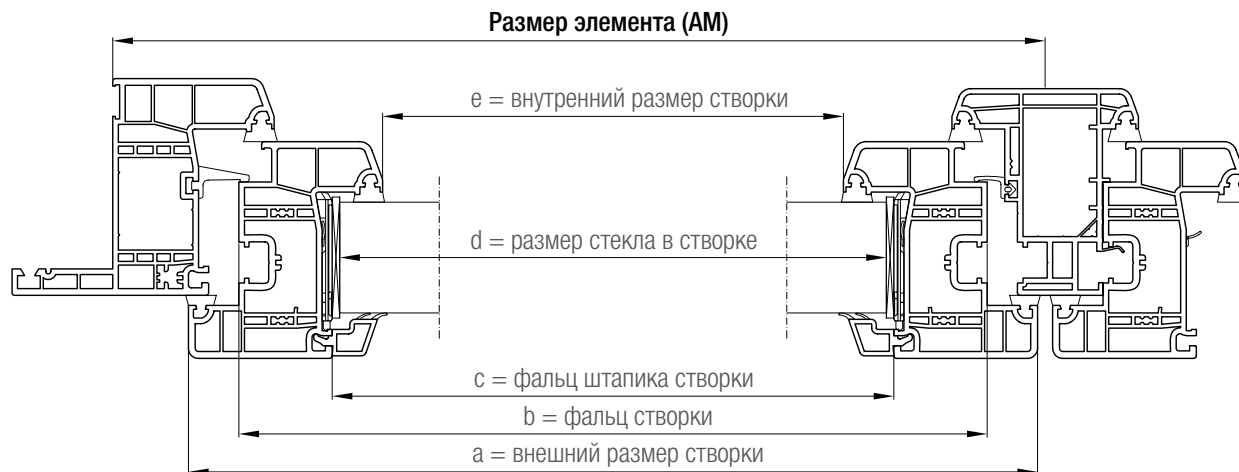 Размер элемента (AM)
e = внутренний размер створки
d = размер стекла в створке
c = фальц штапика створки
b = фальц створки
a = внешний размер створки